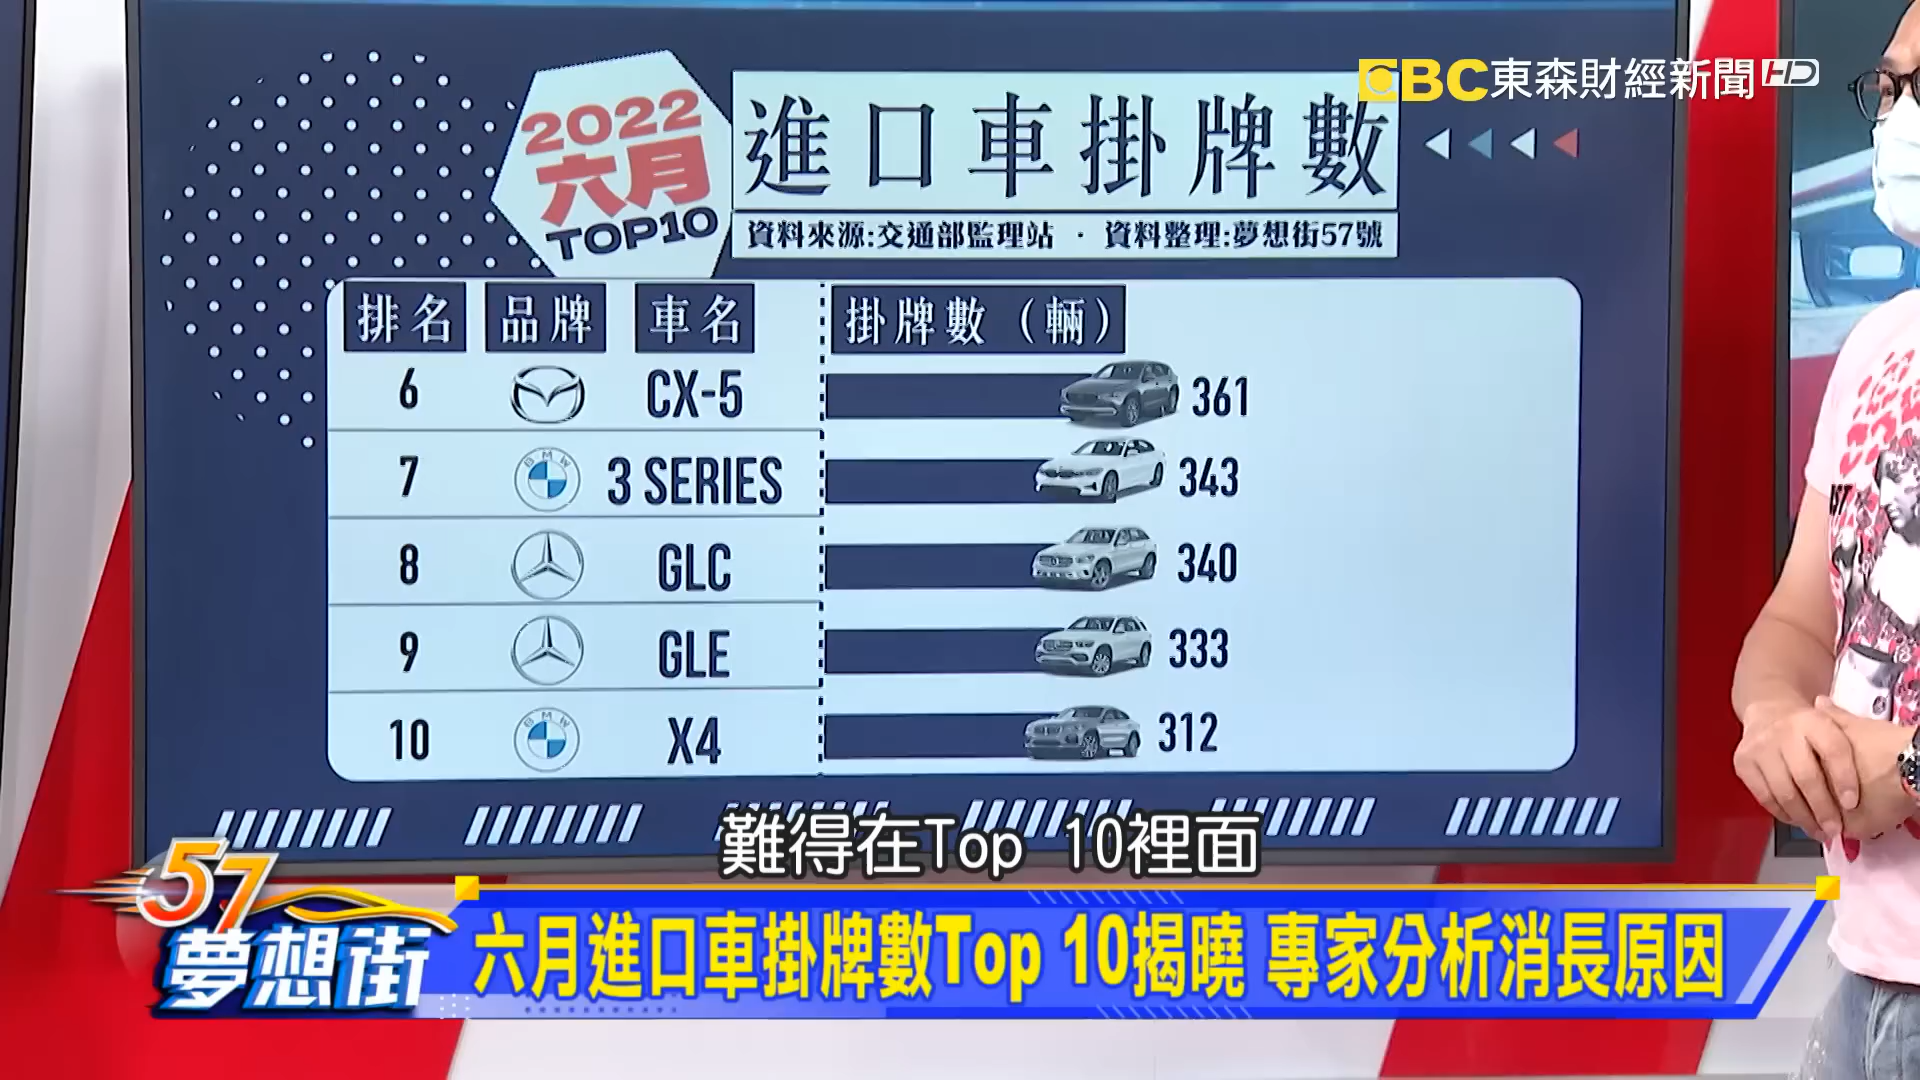 EBC東森財經新聞HD
2022
六月
TOP10
進口車掛牌數
資料來源:交通部監理站 · 資料整理:夢想街57號
排名 品牌 車名 掛牌數（輛）
6 CX-5 361
7 BMW 3 SERIES 343
8 GLC 340
9 GLE 333
10 BMW X4 312
難得在Top 10裡面
57
夢想街
六月進口車掛牌數Top 10揭曉 專家分析消長原因